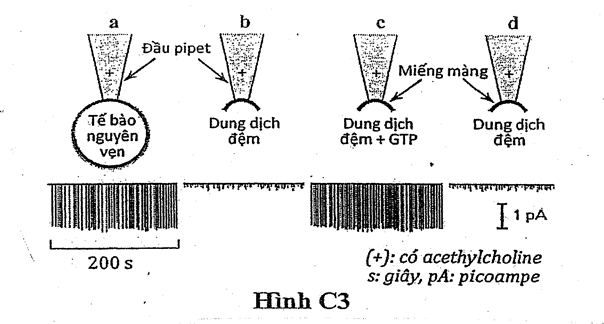 a b c d
Đầu pipet
Miếng màng
+ + + +
Tế bào
nguyên
vẹn
Dung dịch
đệm
Dung dịch
đệm + GTP
Dung dịch
đệm
1 pA
200 s
(+): có acethylcholine
s: giây, pA: picoampe
Hình C3